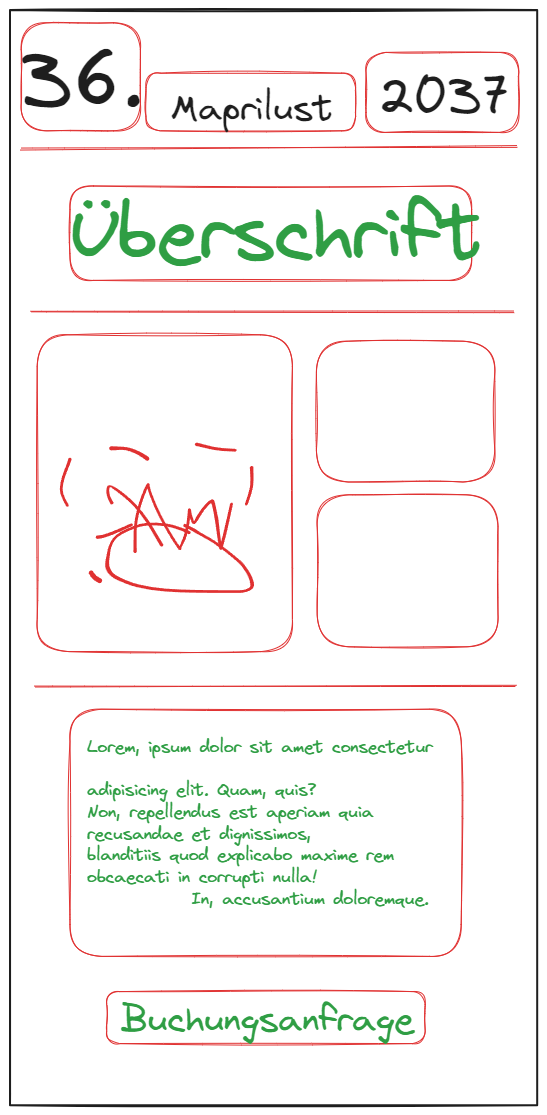 36. Maprilust 2037
Überschrift
Lorem, ipsum dolor sit amet consectetur
adipisicing elit. Quam, quis?
Non, repellendus est aperiam quia
recusandae et dignissimos,
blanditiis quod explicabo maxime rem
obcaecati in corrupti nulla!
In, accusantium doloremque.
Buchungsanfrage